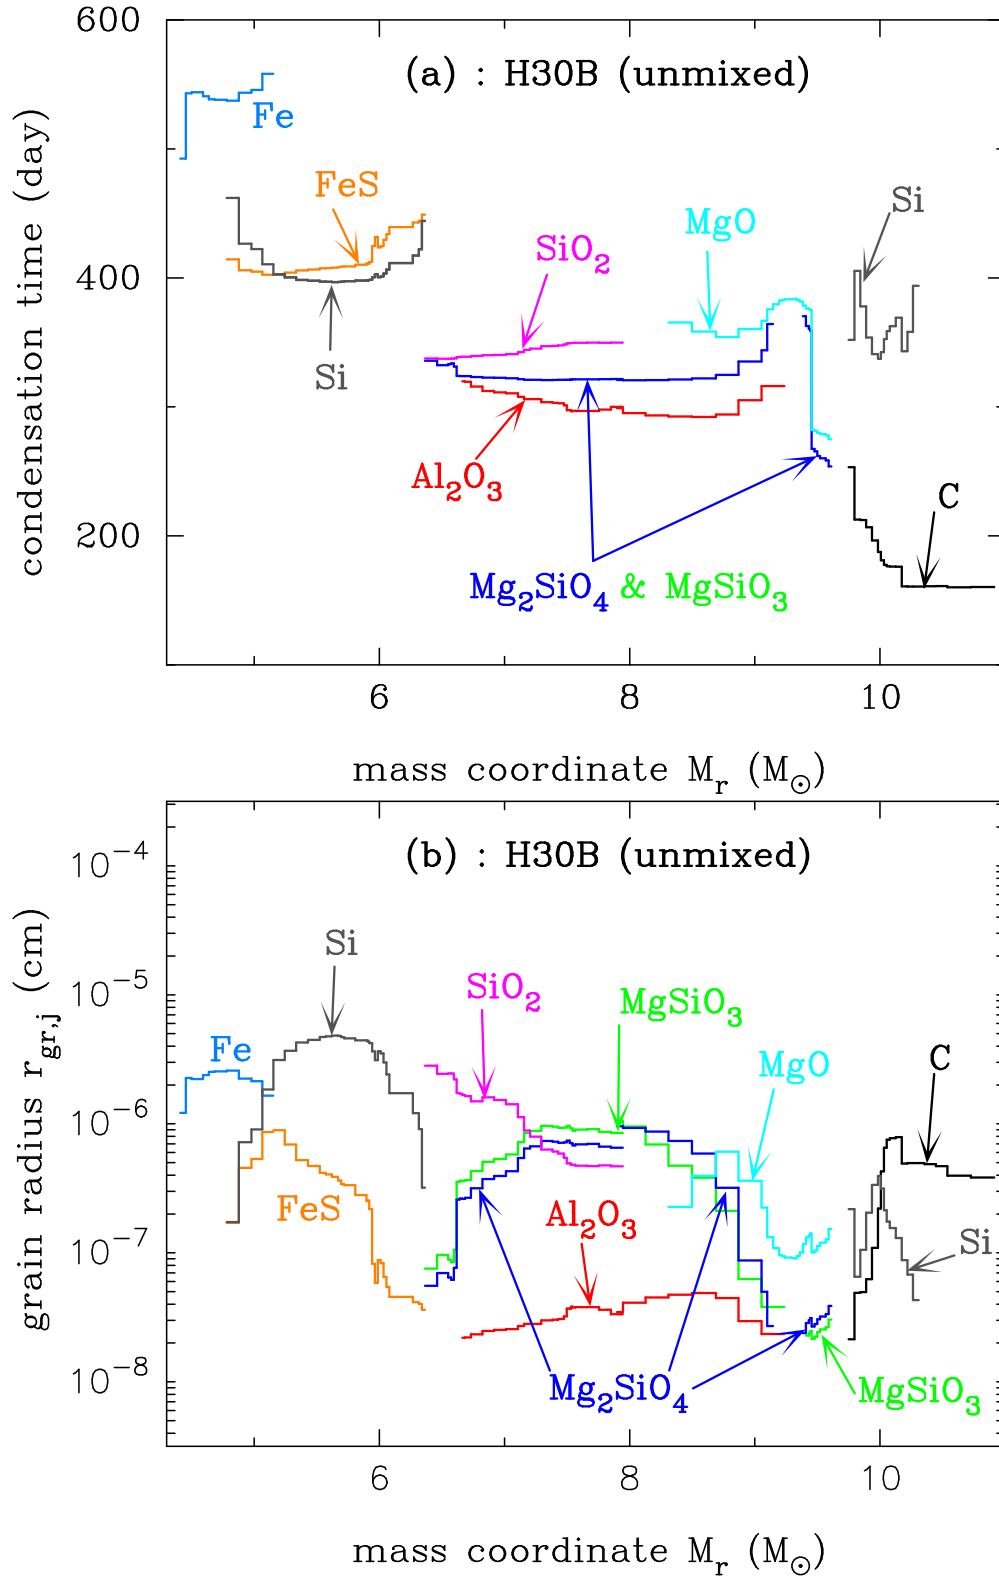 600
(a) : H30B (unmixed)
Fe
FeS
Si
MgO
SiO₂
400
Si
Al₂O₃
C
200
Mg₂SiO₄ & MgSiO₃
condensation time (day)
6 8 10
mass coordinate Mᵣ (M⊙)
(b) : H30B (unmixed)
10⁻⁴
Si
10⁻⁵
SiO₂
MgSiO₃
Fe
MgO
C
10⁻⁶
FeS
Al₂O₃
Si
10⁻⁷
10⁻⁸
Mg₂SiO₄
MgSiO₃
grain radius r_gr,j (cm)
6 8 10
mass coordinate Mᵣ (M⊙)